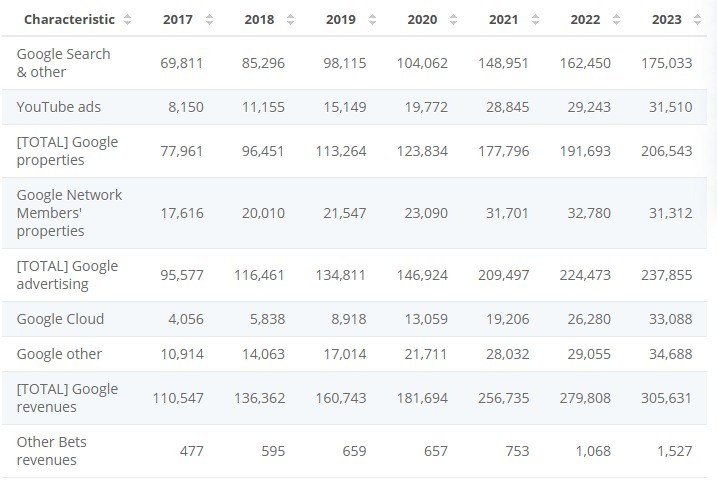 Characteristic 2017 2018 2019 2020 2021 2022 2023
Google Search
& other 69,811 85,296 98,115 104,062 148,951 162,450 175,033
YouTube ads 8,150 11,155 15,149 19,772 28,845 29,243 31,510
[TOTAL] Google
properties 77,961 96,451 113,264 123,834 177,796 191,693 206,543
Google Network
Members' 17,616 20,010 21,547 23,090 31,701 32,780 31,312
properties
[TOTAL] Google
advertising 95,577 116,461 134,811 146,924 209,497 224,473 237,855
Google Cloud 4,056 5,838 8,918 13,059 19,206 26,280 33,088
Google other 10,914 14,063 17,014 21,711 28,032 29,055 34,688
[TOTAL] Google
revenues 110,547 136,362 160,743 181,694 256,735 279,808 305,631
Other Bets
revenues 477 595 659 657 753 1,068 1,527